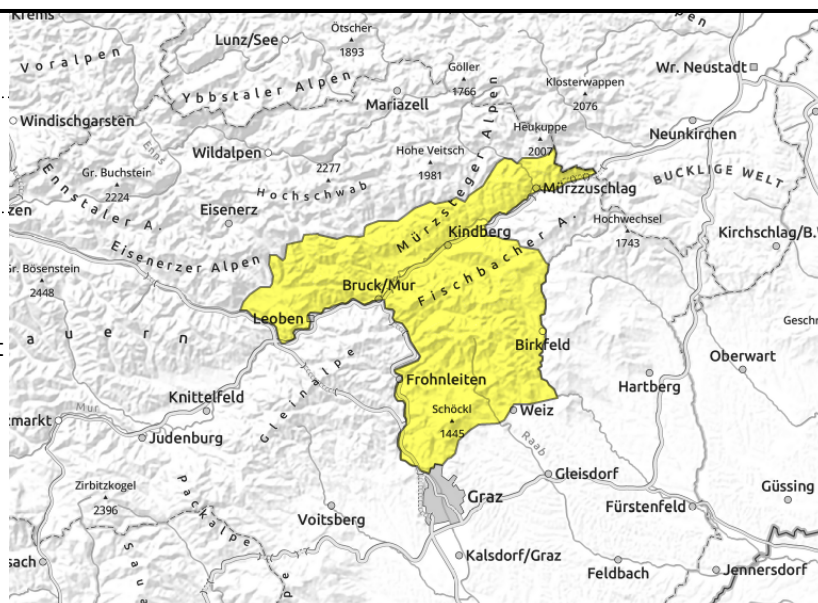 Krems
Ötscher
1893
Lunz/See
Voralpen
Göller
1766
Wr. Neustadt
Ybbstaler Alpen
Klosterwappen
2076
Mariazell
Windischgarsten
Enns
Neunkirchen
Heukuppe
2007
Wildalpen
Hohe Veitsch
1981
2277
Gr. Buchstein
2224
Hochschwab
Mürzsteger Alpen
BUCKLIGE WELT
Mürzzuschlag
Ennstaler A.
zen
Eisenerz
Hochwechsel
1743
Kirchschlag/B.
Kindberg
Eisenerzer Alpen
Fischbacher A.
Gr. Bösenstein
2448
Bruck/Mur
Leoben
auern
Birkfeld
Oberwart
Gleinalpe
Frohnleiten
Hartberg
Knittelfeld
Schöckl
1445
Weiz
Mur
Judenburg
Raab
Gleisdorf
Zirbitzkogel
2396
Graz
Güssing
Packalpe
Voitsberg
Fürstenfeld
Kalsdorf/Graz
Feldbach
Jennersdorf